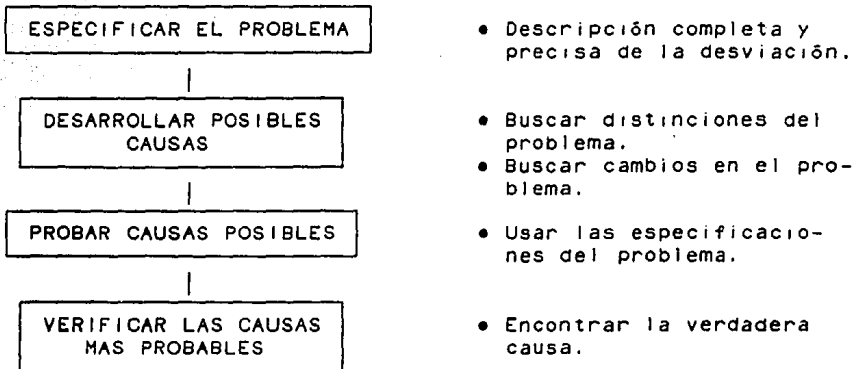 ESPECIFICAR EL PROBLEMA
• Descripción completa y
precisa de la desviación.
DESARROLLAR POSIBLES
CAUSAS
• Buscar distinciones del
problema.
• Buscar cambios en el pro-
blema.
PROBAR CAUSAS POSIBLES
• Usar las especificacio-
nes del problema.
VERIFICAR LAS CAUSAS
MAS PROBABLES
• Encontrar la verdadera
causa.